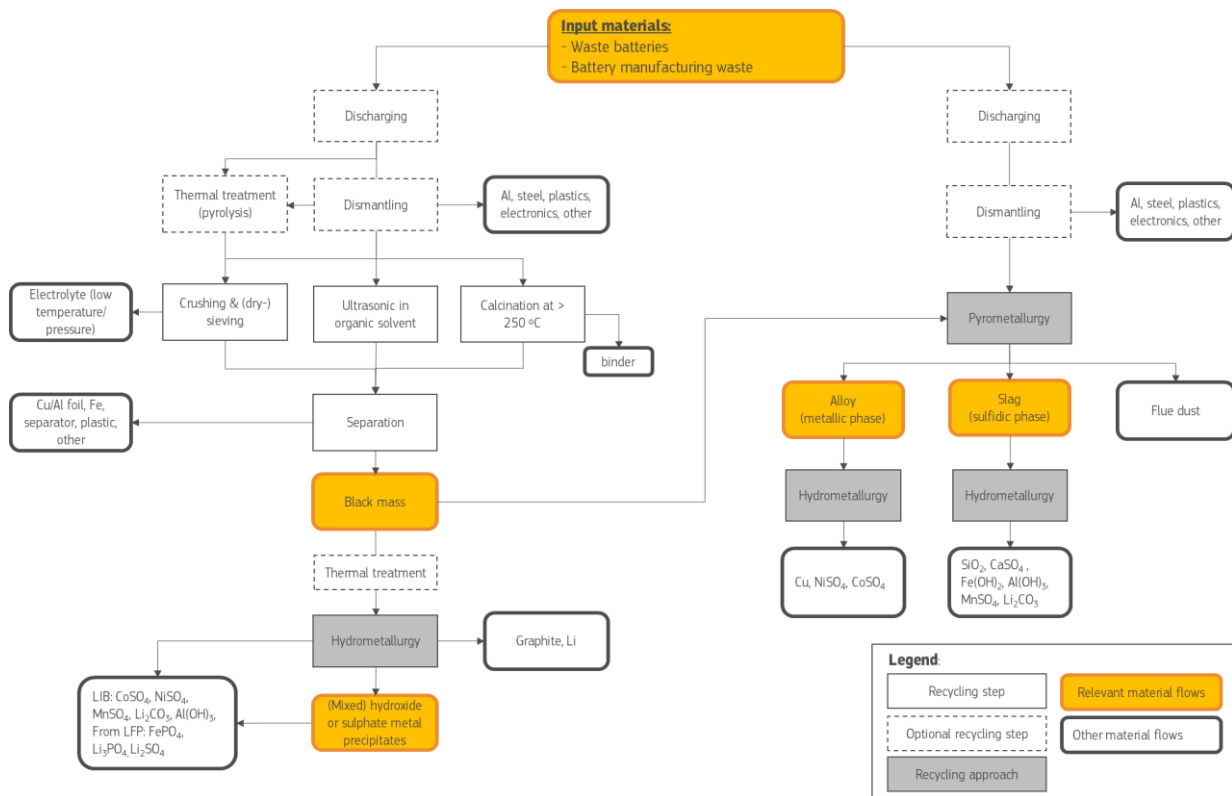 Input materials:
- Waste batteries
- Battery manufacturing waste
Discharging
Discharging
Thermal treatment
(pyrolysis)
Dismantling
Al, steel, plastics,
electronics, other
Dismantling
Al, steel, plastics,
electronics, other
Electrolyte (low
temperature/
pressure)
Crushing & (dry-)
sieving
Ultrasonic in
organic solvent
Calcination at >
250 ºC
binder
Pyrometallurgy
Cu/Al foil, Fe,
separator, plastic,
other
Separation
Alloy
(metallic phase)
Slag
(sulfidic phase)
Flue dust
Black mass
Hydrometallurgy
Hydrometallurgy
Thermal treatment
Cu, NiSO₄, CoSO₄
SiO₂, CaSO₄ ,
Fe(OH)₂, Al(OH)₃,
MnSO₄, Li₂CO₃
Hydrometallurgy
Graphite, Li
LIB: CoSO₄, NiSO₄,
MnSO₄, Li₂CO₃, Al(OH)₃,
From LFP: FePO₄,
Li₃PO₄, Li₂SO₄
(Mixed) hydroxide
or sulphate metal
precipitates
Legend:
Recycling step
Relevant material flows
Optional recycling step
Other material flows
Recycling approach